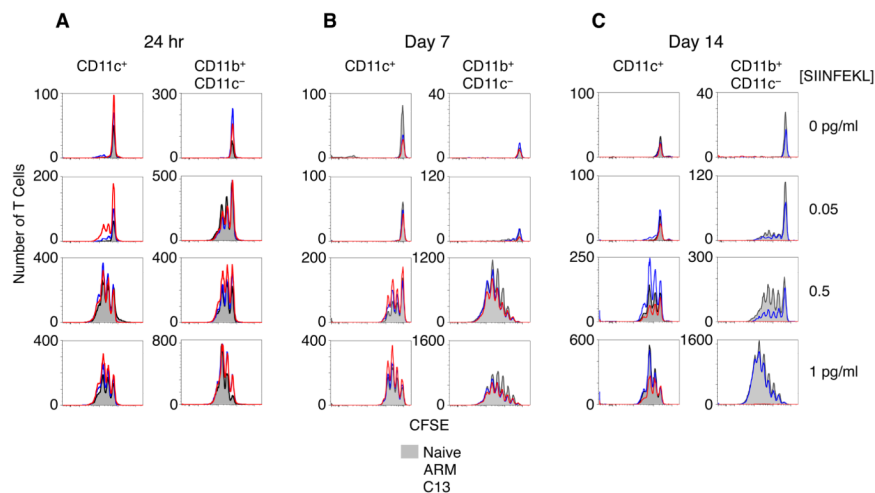 A B C
24 hr Day 7 Day 14
CD11c⁺ CD11b⁺ CD11c⁻ CD11c⁺ CD11b⁺ CD11c⁻ CD11c⁺ CD11b⁺ CD11c⁻ [SIINFEKL]
100 0 300 0 100 0 40 0 100 0 40 0 0 pg/ml
200 0 500 0 100 0 120 0 100 0 120 0 0.05
400 0 400 0 200 0 1200 0 250 0 300 0 0.5
400 0 800 0 400 0 1600 0 600 0 1600 0 1 pg/ml
Number of T Cells
CFSE
Naive
ARM
C13